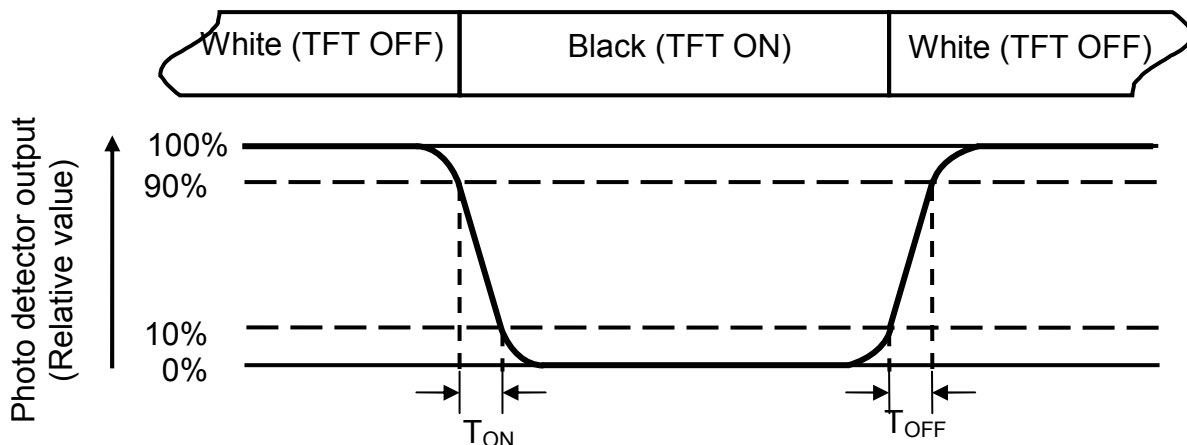 White (TFT OFF)
Black (TFT ON)
White (TFT OFF)
Photo detector output
(Relative value)
100%
90%
10%
0%
TON
TOFF